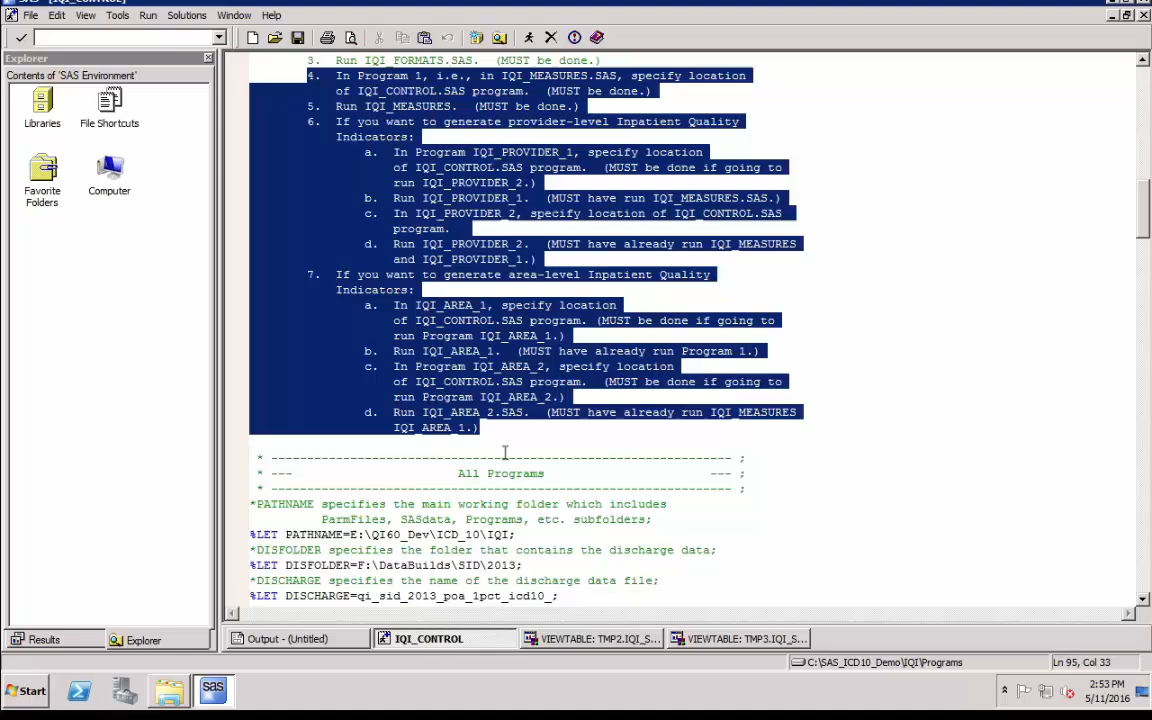 SAS - [IQI_CONTROL]
File Edit View Tools Run Solutions Window Help
Explorer
Contents of 'SAS Environment'
Libraries
File Shortcuts
Favorite
Folders
Computer
3. Run IQI_FORMATS.SAS. (MUST be done.)
4. In Program 1, i.e., in IQI_MEASURES.SAS, specify location
of IQI_CONTROL.SAS program. (MUST be done.)
5. Run IQI_MEASURES. (MUST be done.)
6. If you want to generate provider-level Inpatient Quality
Indicators:
a. In Program IQI_PROVIDER_1, specify location
of IQI_CONTROL.SAS program. (MUST be done if going to
run IQI_PROVIDER_2.)
b. Run IQI_PROVIDER_1. (MUST have run IQI_MEASURES.SAS.)
c. In IQI_PROVIDER_2, specify location of IQI_CONTROL.SAS
program.
d. Run IQI_PROVIDER_2. (MUST have already run IQI_MEASURES
and IQI_PROVIDER_1.)
7. If you want to generate area-level Inpatient Quality
Indicators:
a. In IQI_AREA_1, specify location
of IQI_CONTROL.SAS program. (MUST be done if going to
run Program IQI_AREA_1.)
b. Run IQI_AREA_1. (MUST have already run Program 1.)
c. In Program IQI_AREA_2, specify location
of IQI_CONTROL.SAS program. (MUST be done if going to
run Program IQI_AREA_2.)
d. Run IQI_AREA_2.SAS. (MUST have already run IQI_MEASURES
IQI_AREA_1.)
* ---------------------------------------------------------------- ;
* --- All Programs --- ;
* ---------------------------------------------------------------- ;
*PATHNAME specifies the main working folder which includes
ParmFiles, SASdata, Programs, etc. subfolders;
%LET PATHNAME=E:\QI60_Dev\ICD_10\IQI;
*DISFOLDER specifies the folder that contains the discharge data;
%LET DISFOLDER=F:\DataBuilds\SID\2013;
*DISCHARGE specifies the name of the discharge data file;
%LET DISCHARGE=qi_sid_2013_poa_1pct_icd10_;
Results
Explorer
Output - (Untitled)
IQI_CONTROL
VIEWTABLE: TMP2.IQI_S...
VIEWTABLE: TMP3.IQI_S...
C:\SAS_ICD10_Demo\IQI\Programs
Ln 95, Col 33
Start
sas
2:53 PM
5/11/2016